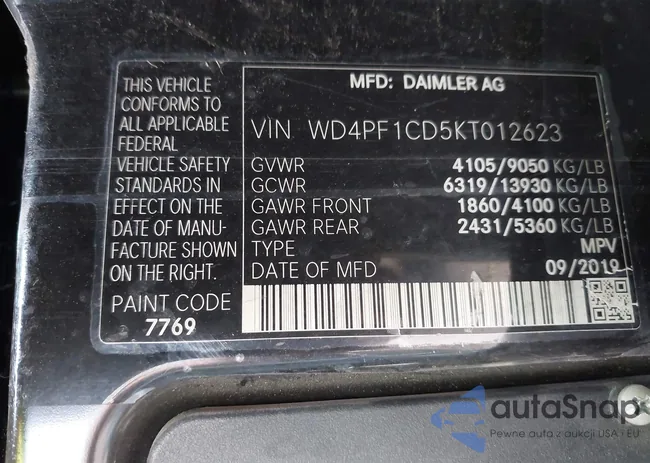 MFD: DAIMLER AG
THIS VEHICLE
CONFORMS TO
ALL APPLICABLE
FEDERAL
VEHICLE SAFETY
STANDARDS IN
EFFECT ON THE
DATE OF MANU-
FACTURE SHOWN
ON THE RIGHT.
PAINT CODE
7769
VIN WD4PF1CD5KT012623
GVWR 4105/9050 KG/LB
GCWR 6319/13930 KG/LB
GAWR FRONT 1860/4100 KG/LB
GAWR REAR 2431/5360 KG/LB
TYPE MPV
DATE OF MFD 09/2019
autoSnap
Pewne auta z aukcji USA i EU